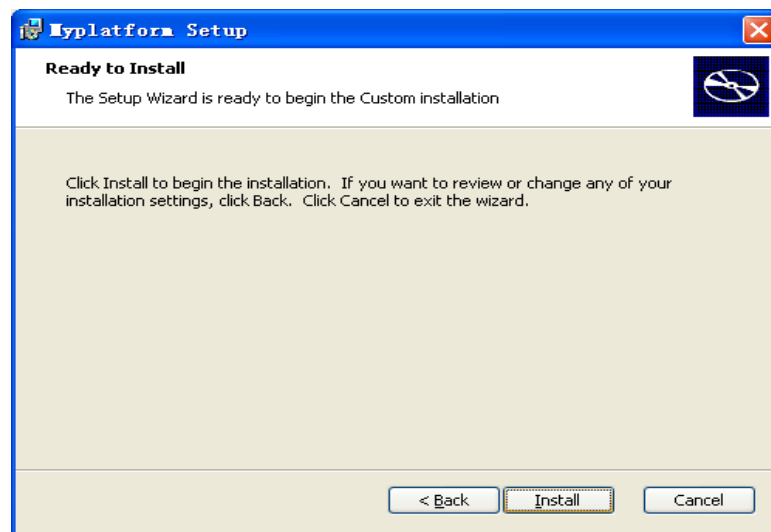 Myplatform Setup
Ready to Install
The Setup Wizard is ready to begin the Custom installation
Click Install to begin the installation.  If you want to review or change any of your
installation settings, click Back.  Click Cancel to exit the wizard.
< Back
Install
Cancel